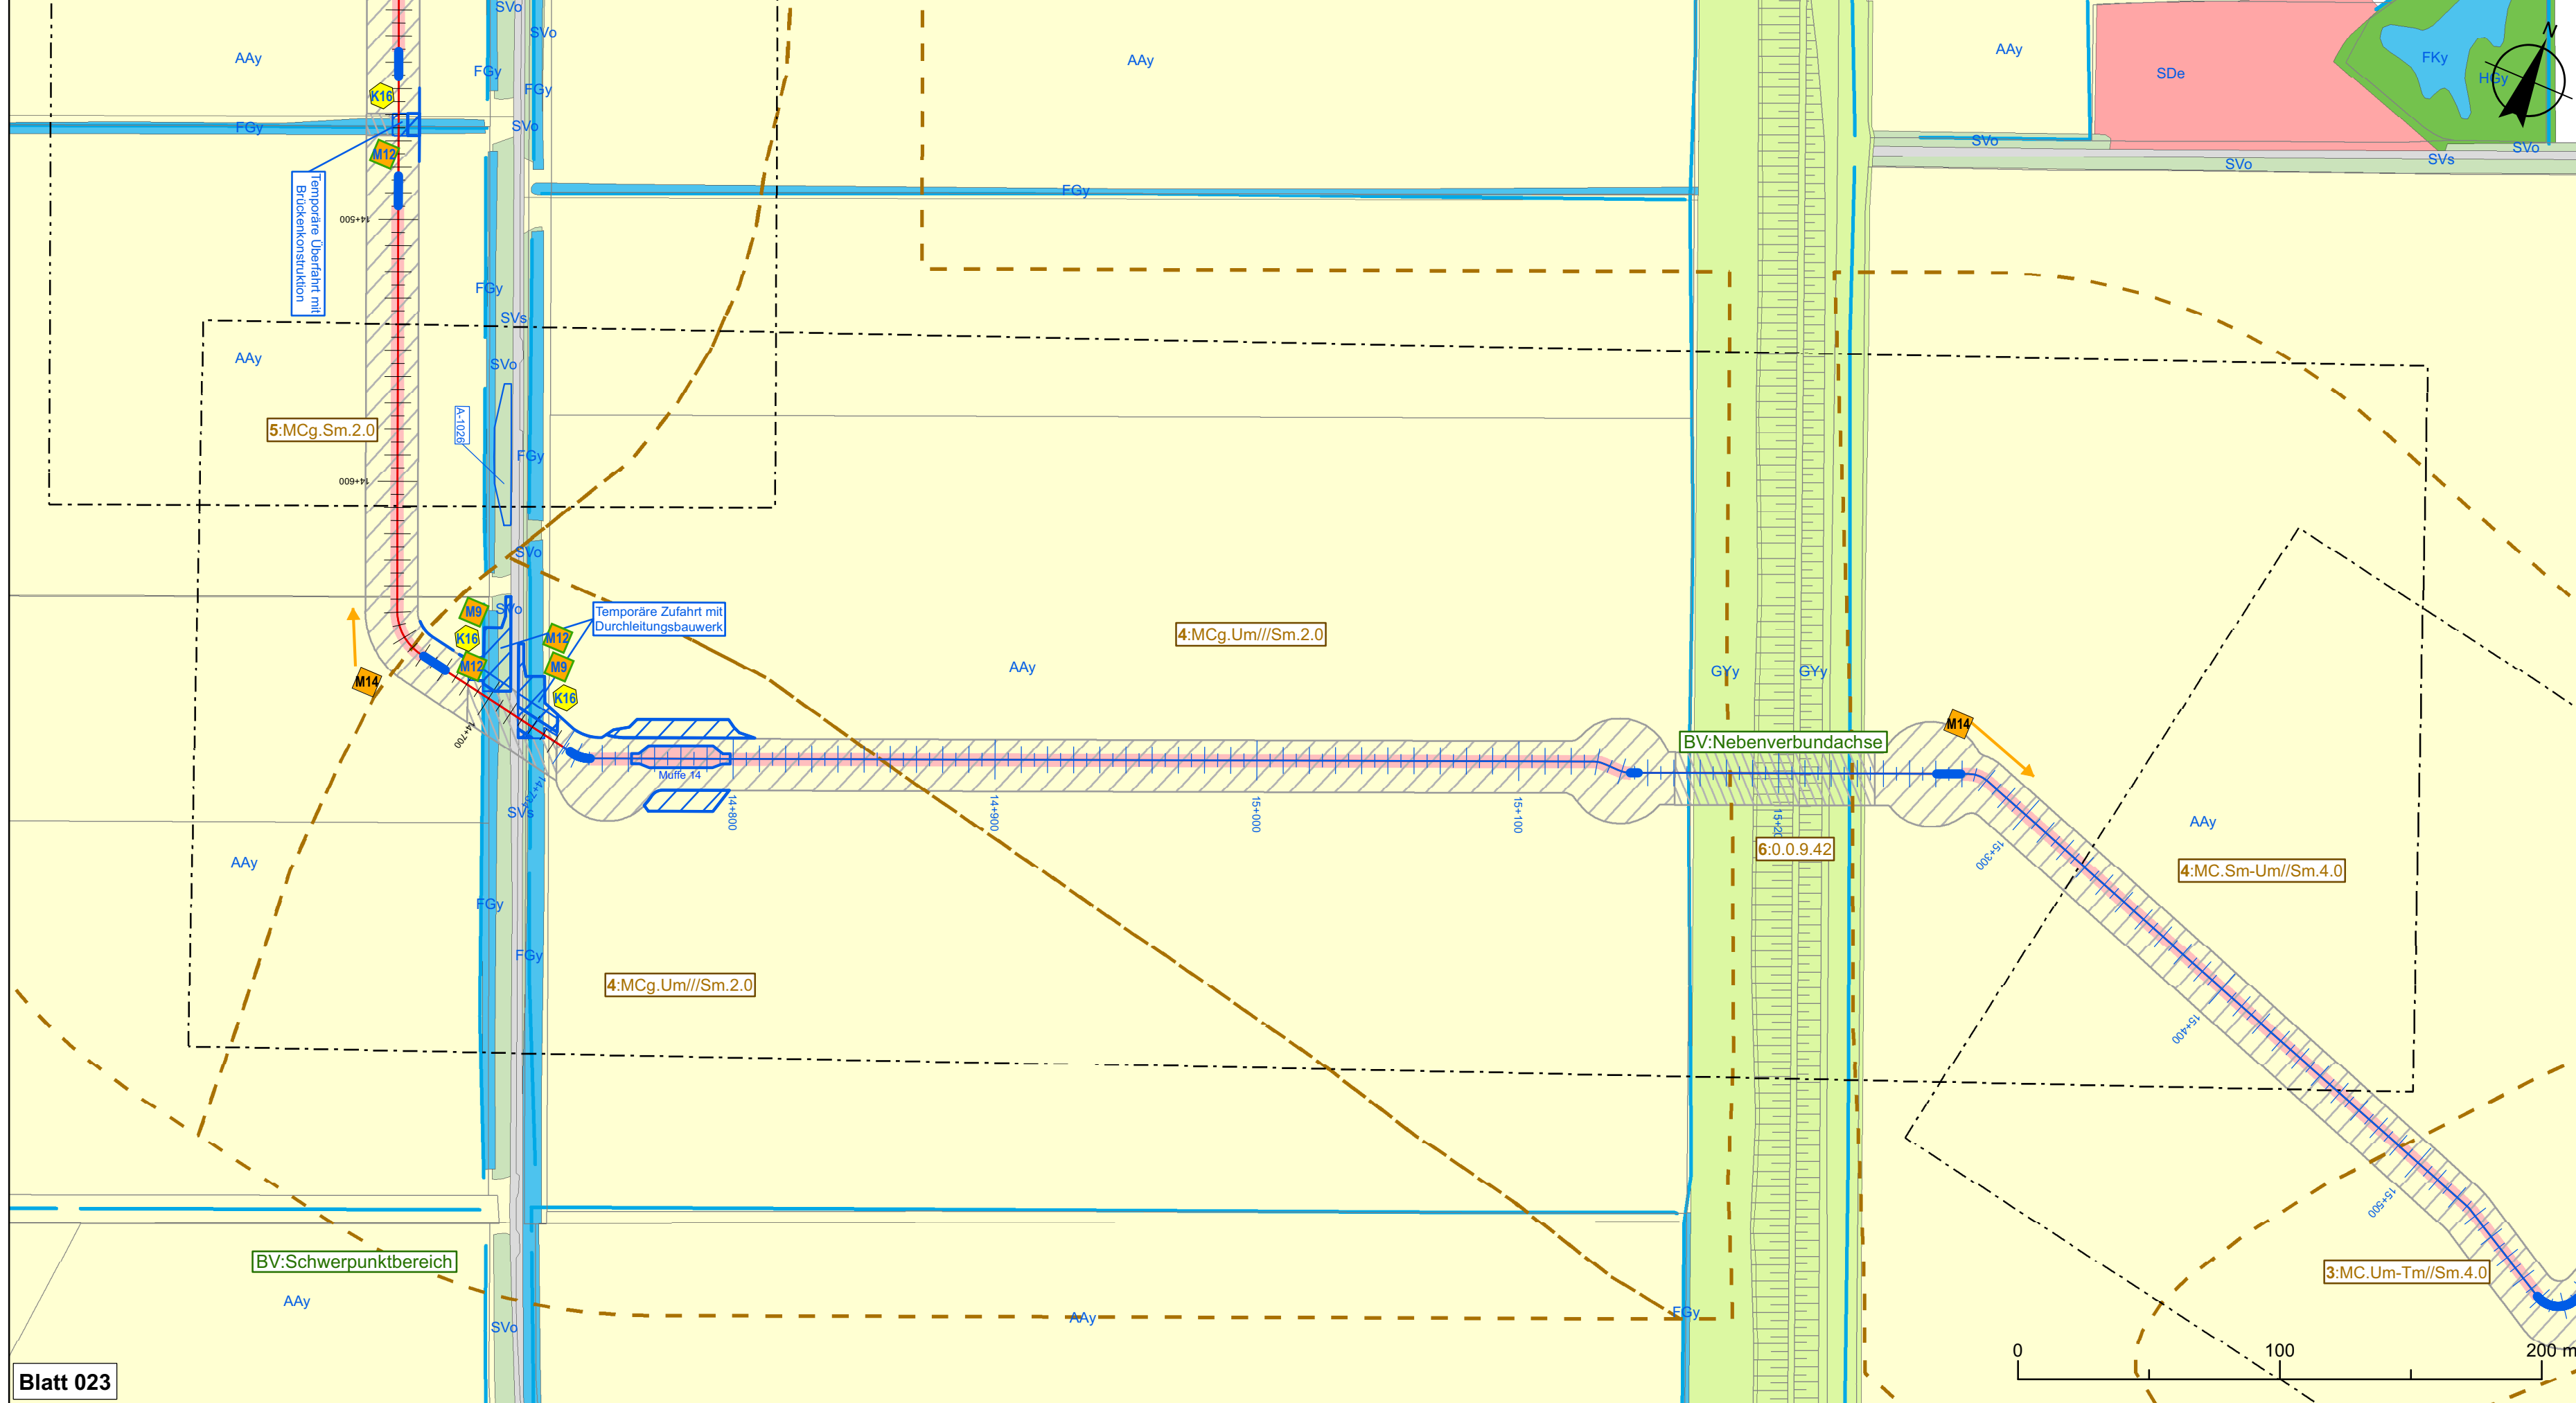 SVo
SVo
AAy
AAy
AAy
N
SDe
FKy
HGy
FGy
FGy
K16
FGy
SVo
M12
SVo
SVo
SVs
SVo
FGy
Temporäre Überfahrt mit
Brückenkonstruktion
14+500
FGy
SVs
AAy
SVo
5:MCg.Sm.2.0
A-1026
FGy
14+600
SVo
M9
SVo
Temporäre Zufahrt mit
Durchleitungsbauwerk
K16
M12
M12
M9
K16
M14
4:MCg.Um///Sm.2.0
AAy
GYy
GYy
M14
14+700
BV:Nebenverbundachse
Muffe 14
14+734
SVs
14+800
14+900
15+000
15+100
15+20
AAy
15+300
6:0.0.9.42
AAy
4:MC.Sm-Um//Sm.4.0
FGy
FGy
4:MCg.Um///Sm.2.0
15+400
15+500
BV:Schwerpunktbereich
3:MC.Um-Tm//Sm.4.0
AAy
AAy
FGy
SVo
0
100
200 m
Blatt 023